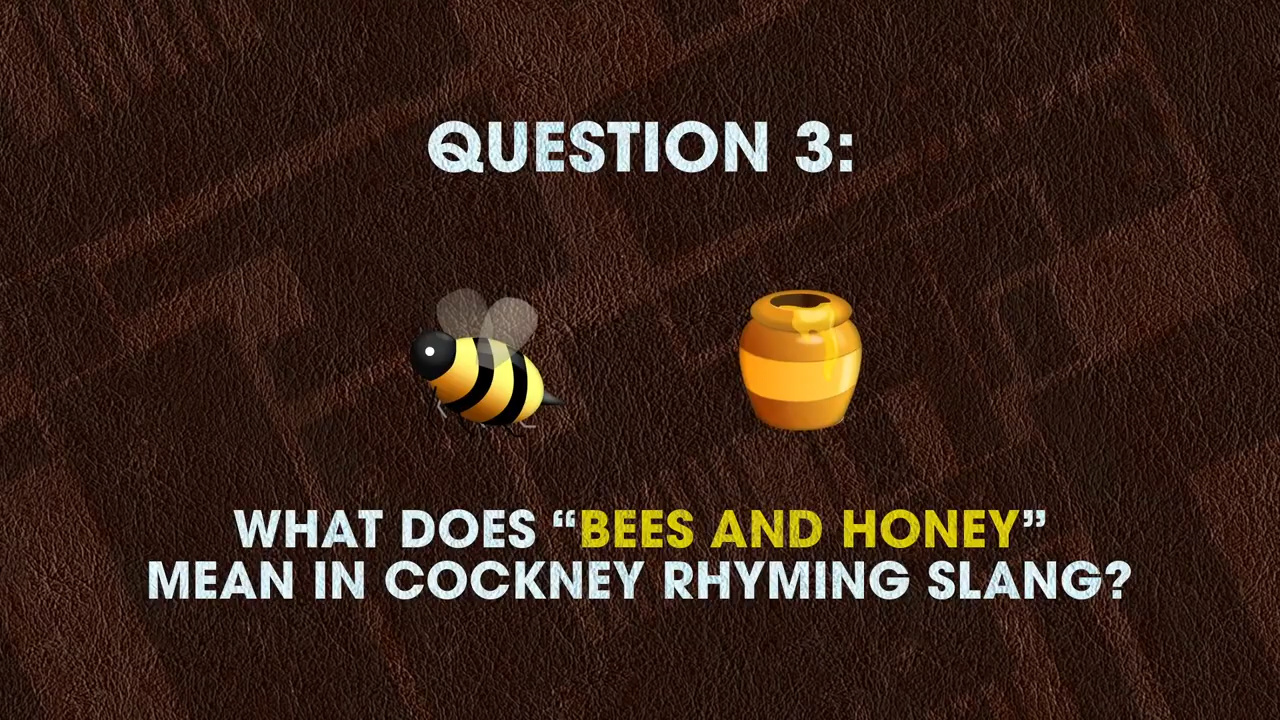 QUESTION 3:
WHAT DOES “BEES AND HONEY”
MEAN IN COCKNEY RHYMING SLANG?